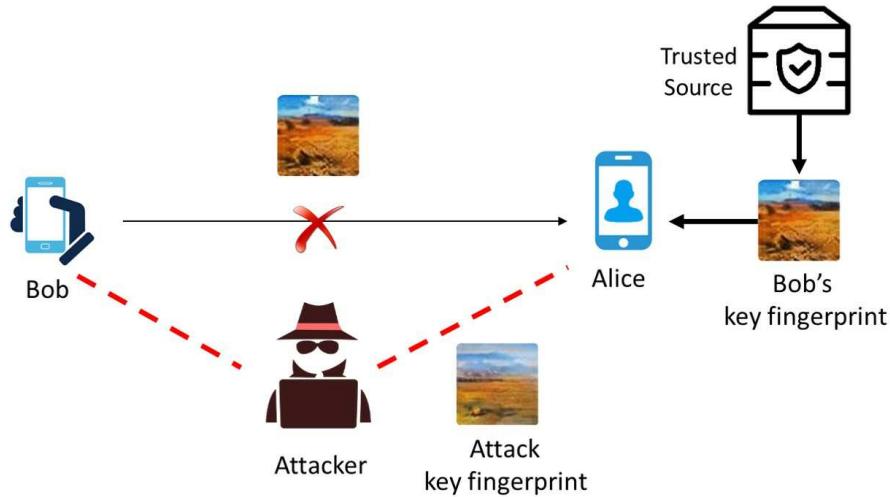 Trusted
Source
Bob
Alice
Bob's
key fingerprint
Attacker
Attack
key fingerprint